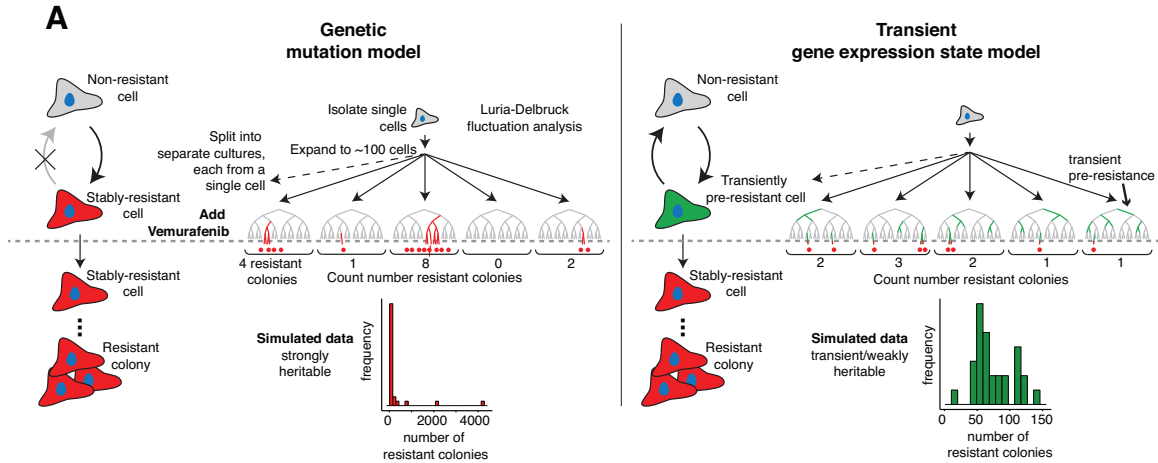 A
Genetic
mutation model
Non-resistant
cell
Stably-resistant
cell
Stably-resistant
cell
Resistant
colony
Isolate single
cells
Luria-Delbruck
fluctuation analysis
Split into
separate cultures,
each from a
single cell
Expand to ~100 cells
Add
Vemurafenib
4 resistant
colonies
1
8
0
2
Count number resistant colonies
Simulated data
strongly
heritable
frequency
0
2000
4000
number of
resistant colonies
Transient
gene expression state model
Non-resistant
cell
Transiently
pre-resistant cell
Stably-resistant
cell
Resistant
colony
transient
pre-resistance
2
3
2
1
1
Count number resistant colonies
Simulated data
transient/weakly
heritable
frequency
0
50
100
150
number of
resistant colonies